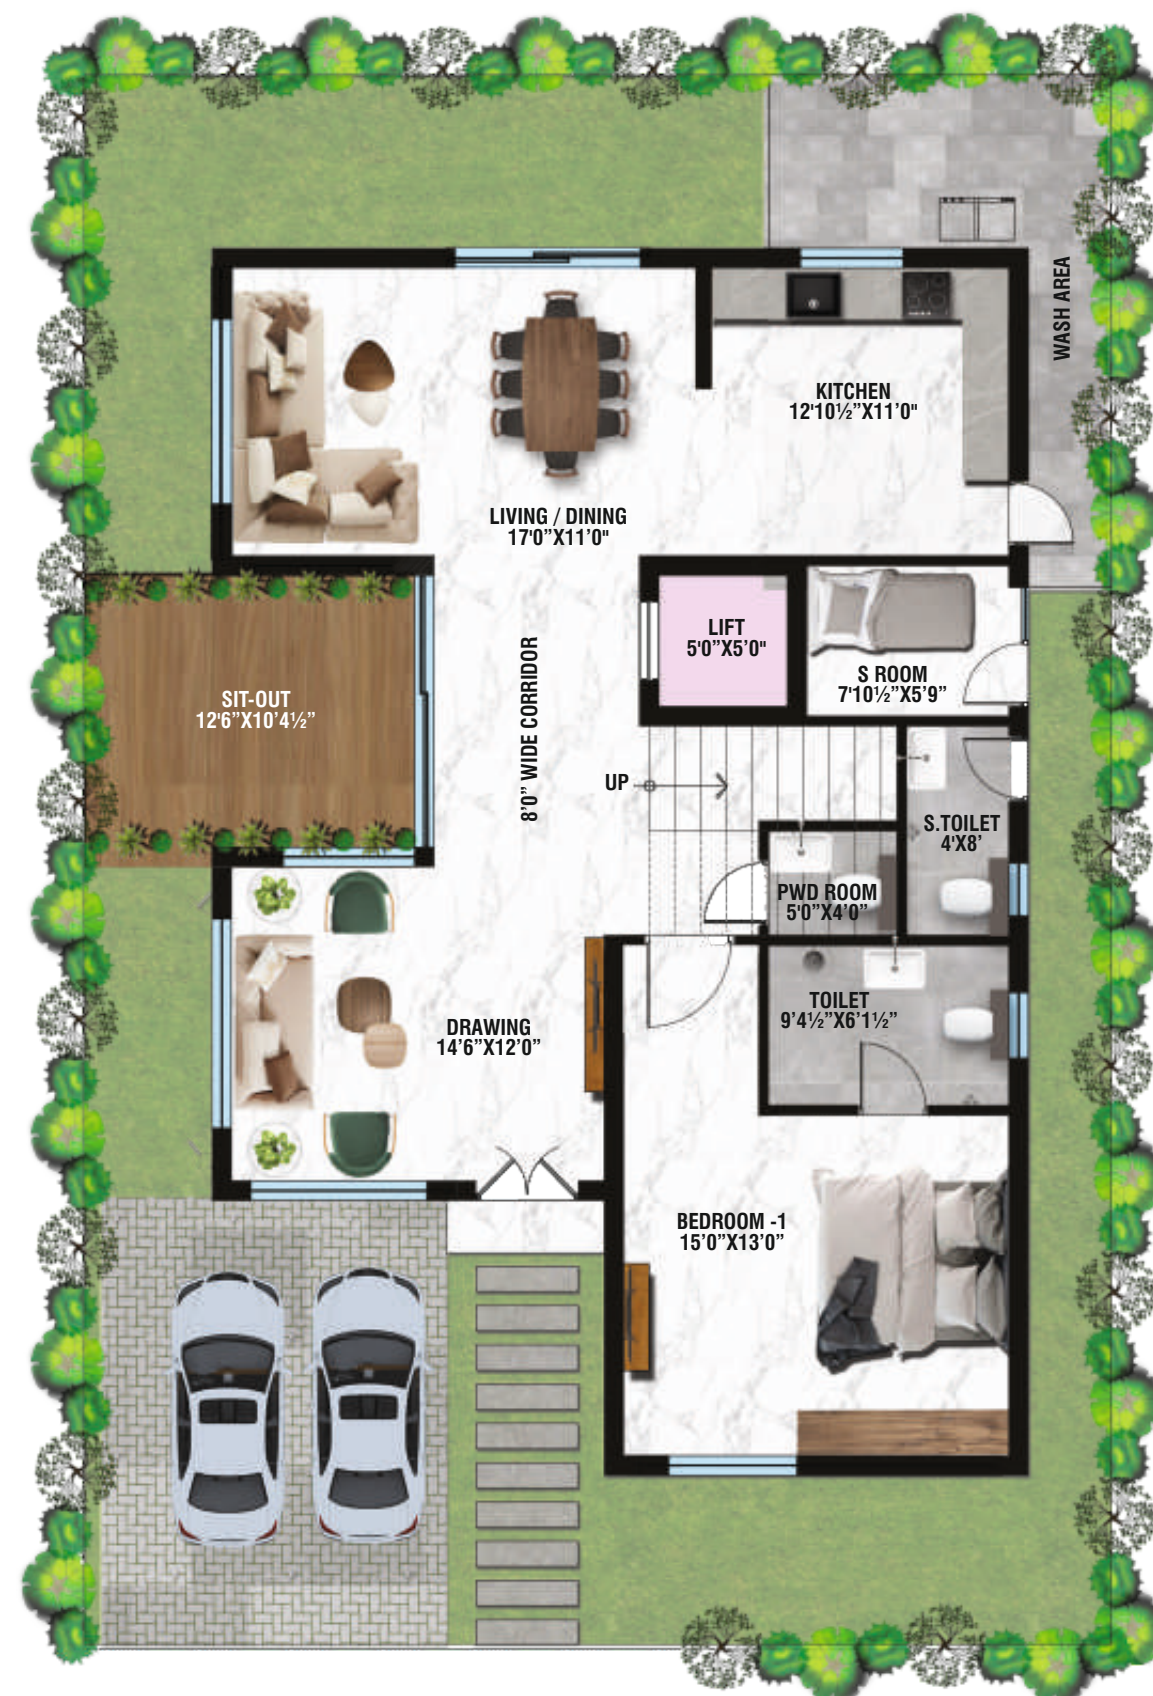 WASH AREA
KITCHEN
12'10½”X11’0"
LIVING / DINING
17'0”X11’0"
LIFT
5'0”X5’0"
S ROOM
7'10½”X5’9”
SIT-OUT
12’6”X10’4½”
8’0” WIDE CORRIDOR
UP
S.TOILET
4'X8’
PWD ROOM
5'0”X4’0”
TOILET
9’4½”X6’1½”
DRAWING
14’6”X12’0”
BEDROOM -1
15’0”X13’0”